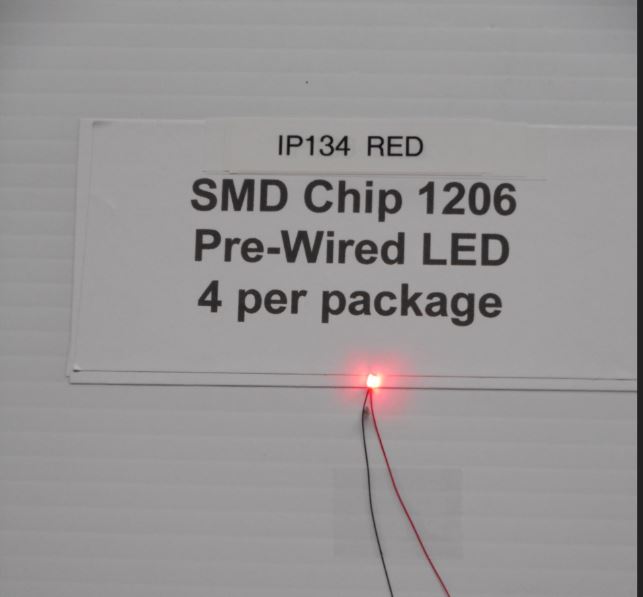 IP134 RED
SMD Chip 1206
Pre-Wired LED
4 per package